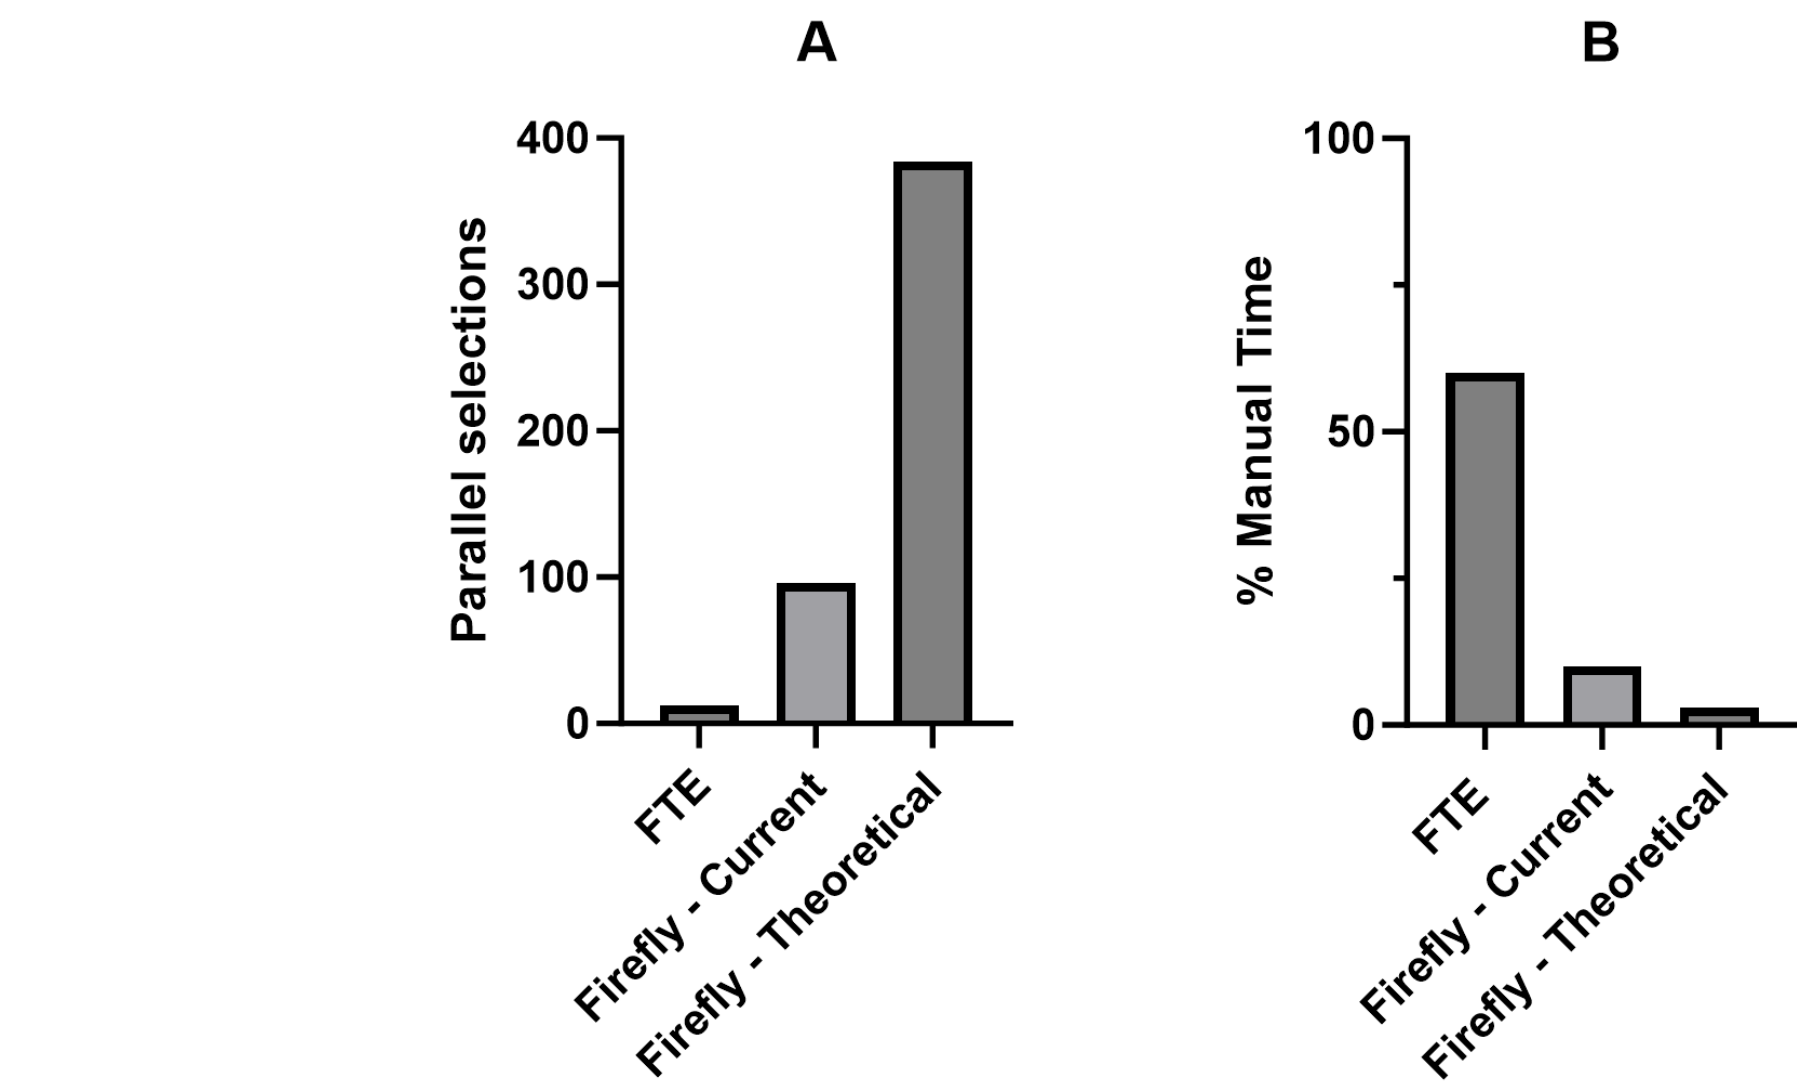 A
400
300
200
100
0
Parallel selections
FTE
Firefly - Current
Firefly - Theoretical
B
100
50
0
% Manual Time
FTE
Firefly - Current
Firefly - Theoretical